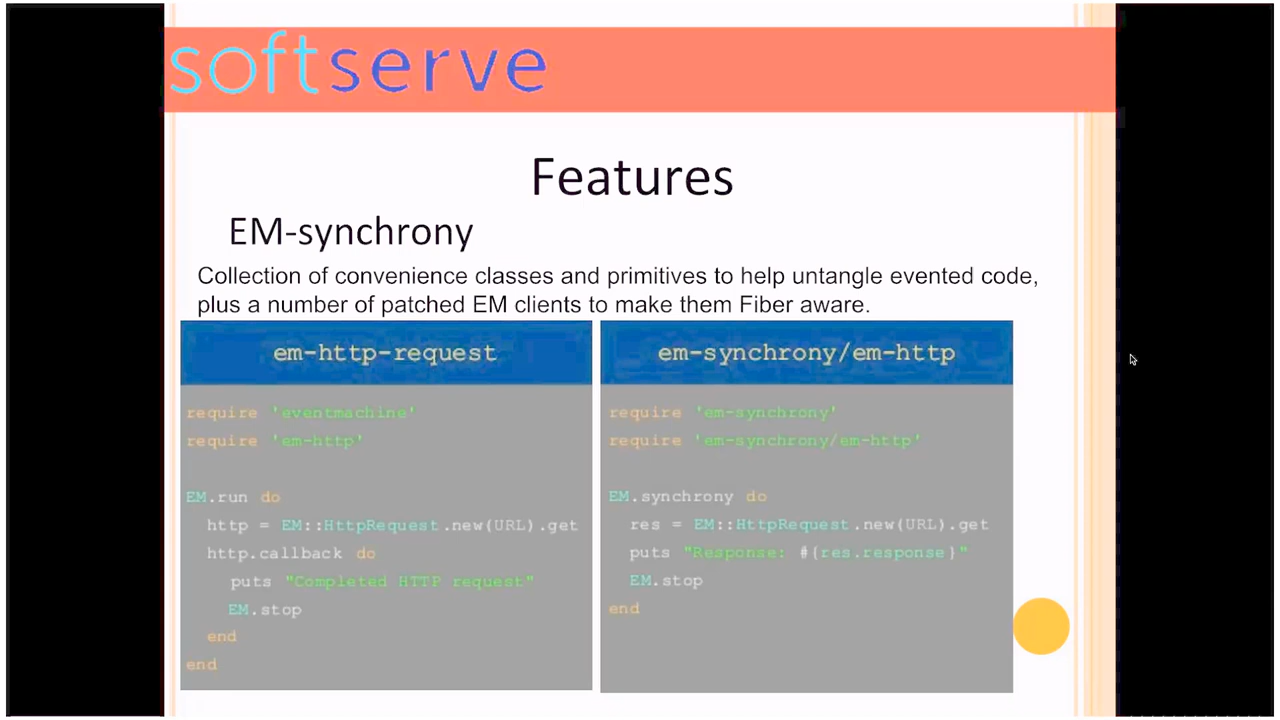 softserve
Features
EM-synchrony
Collection of convenience classes and primitives to help untangle evented code,
plus a number of patched EM clients to make them Fiber aware.
em-http-request
require 'eventmachine'
require 'em-http'
EM.run do
http = EM::HttpRequest.new(URL).get
http.callback do
puts "Completed HTTP request"
EM.stop
end
end
em-synchrony/em-http
require 'em-synchrony'
require 'em-synchrony/em-http'
EM.synchrony do
res = EM::HttpRequest.new(URL).get
puts "Response: #{res.response}"
EM.stop
end